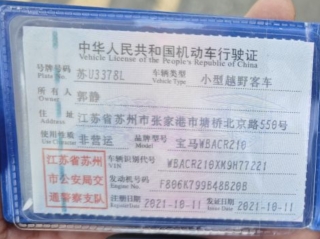 中华人民共和国机动车行驶证
Vehicle License of the People's Republic of China
号牌号码 苏U3378L 车辆类型 小型越野客车
Plate No. Vehicle Type
所有人 郭静
Owner
住址 江苏省苏州市张家港市塘桥北京路558号
Address
使用性质 非营运 品牌型号 宝马WBACR210
Use Character Model
江苏省苏州市公安局交通警察支队
车辆识别代号 WBACR210XM9H77221
VIN
发动机号码 F806K799848B20B
Engine No.
注册日期 2021-10-11 发证日期 2021-10-11
Register Date Issue Date